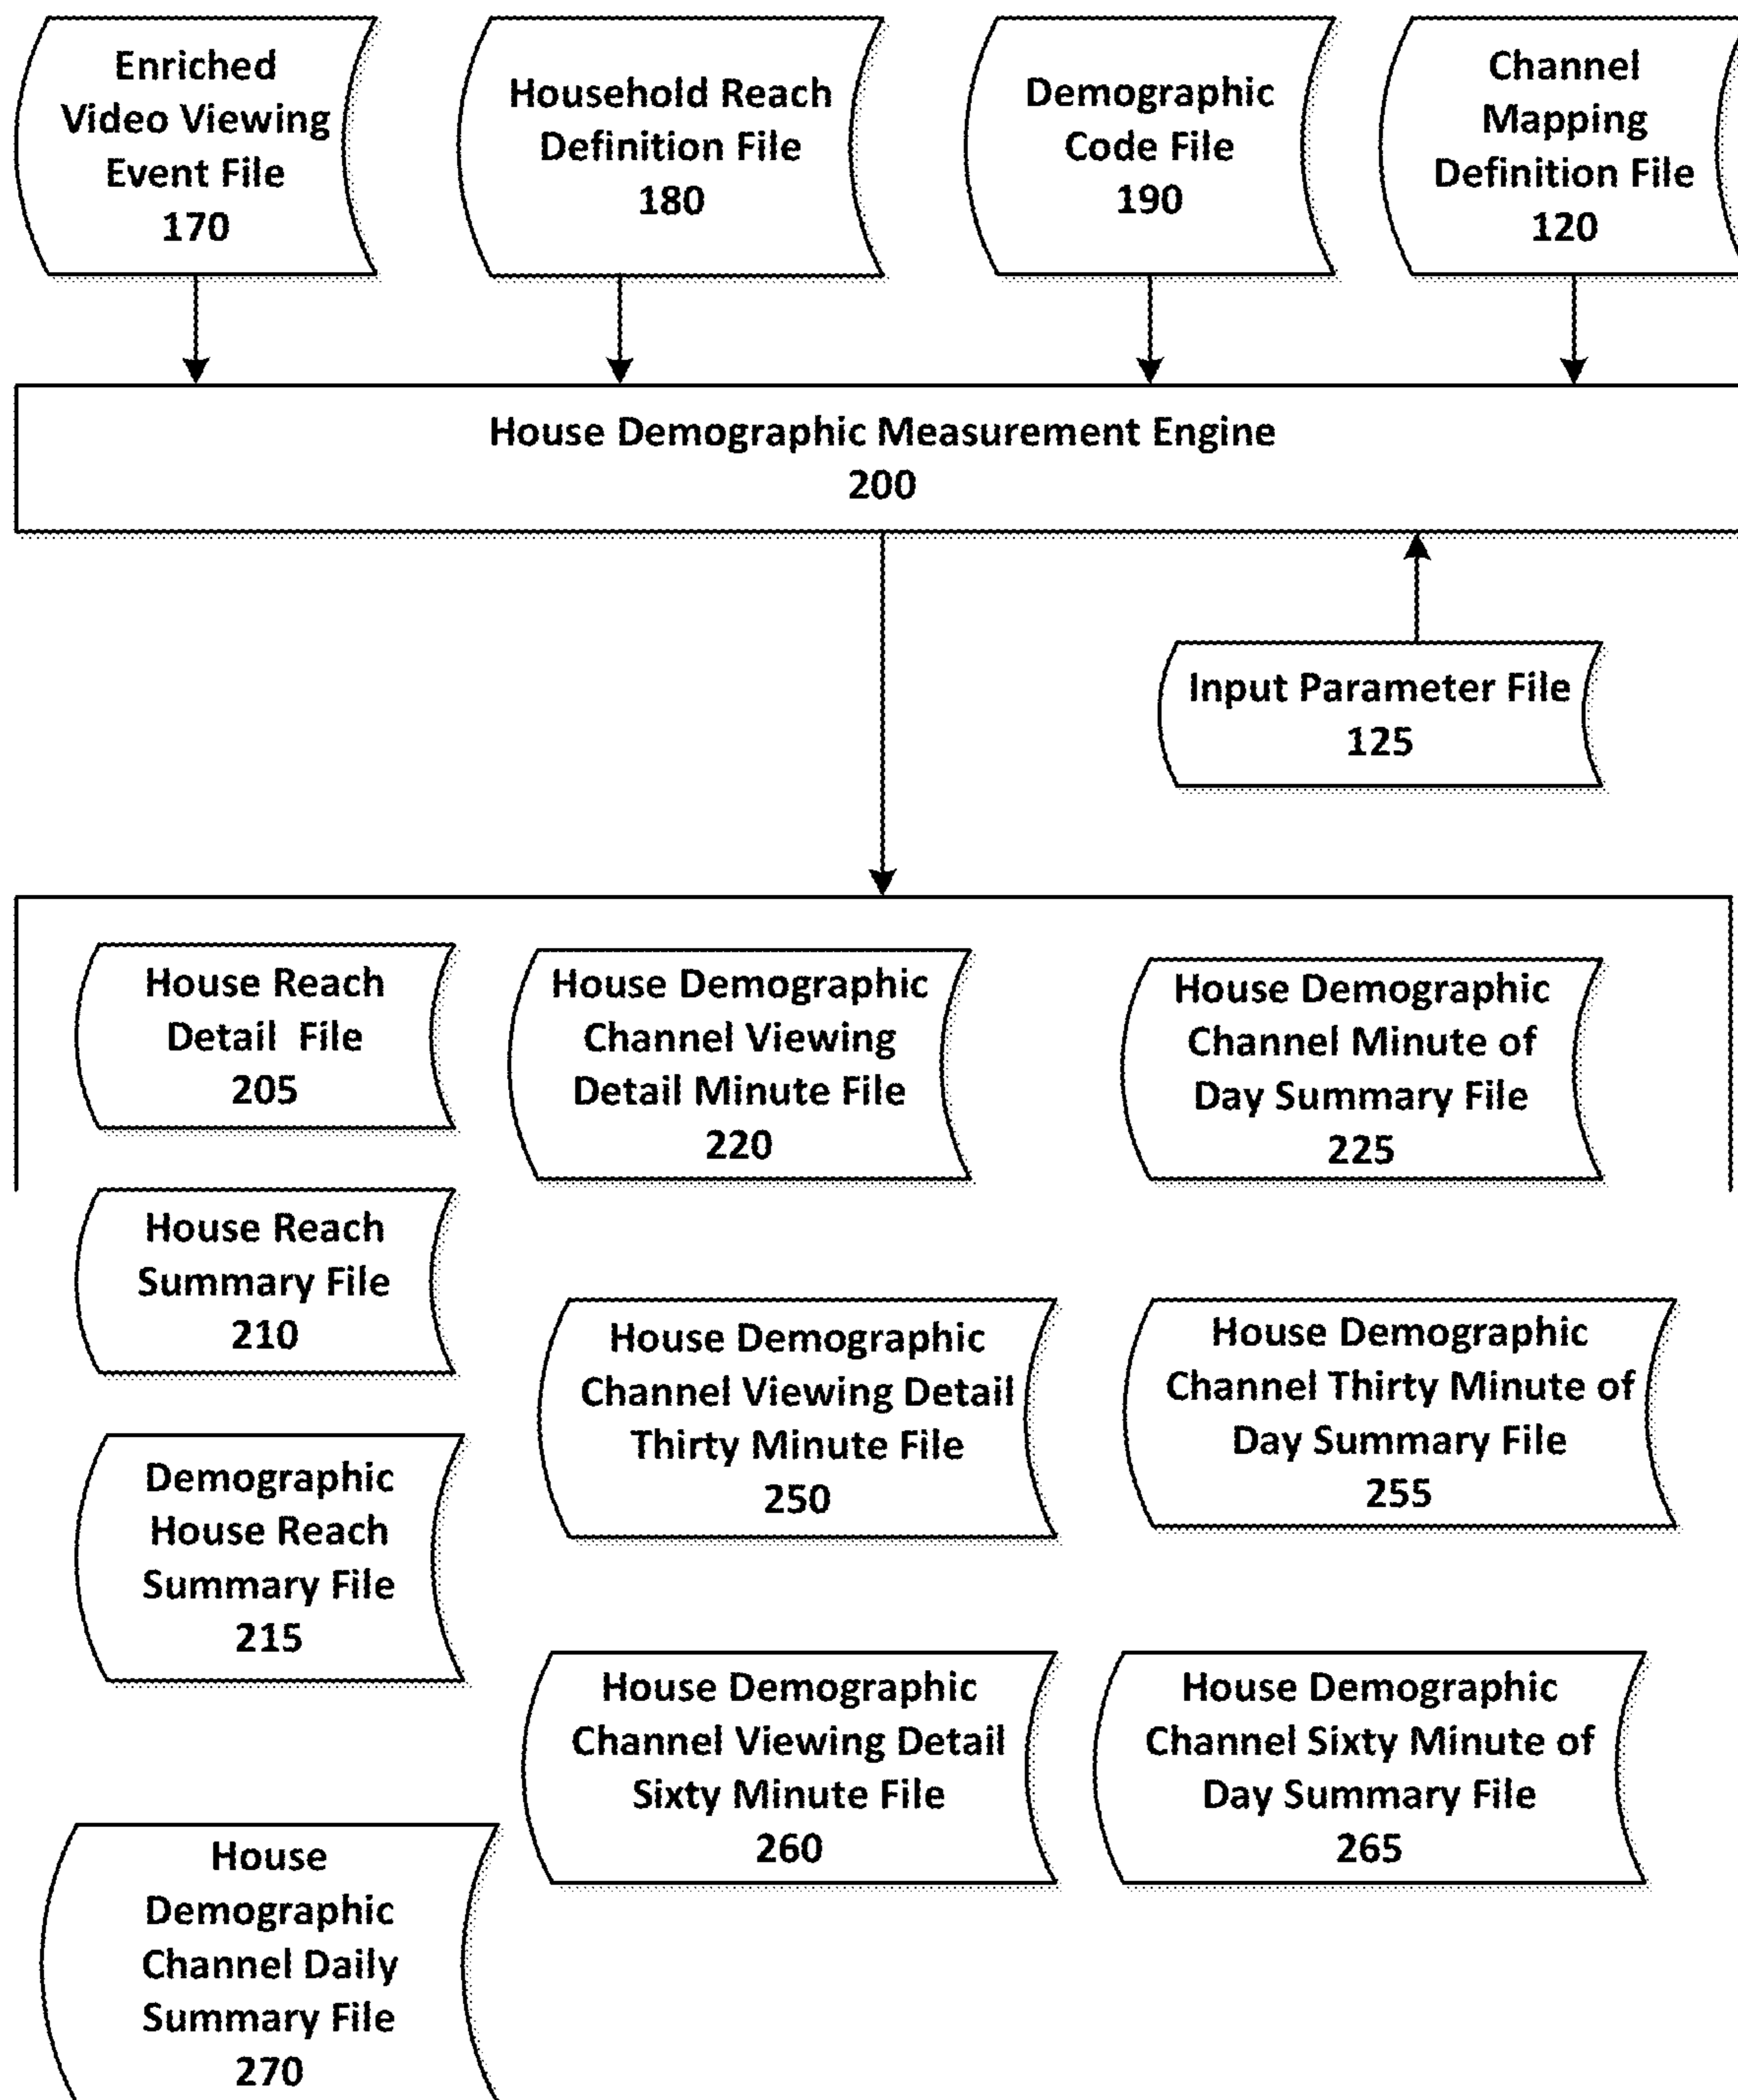 Enriched
Video Viewing
Event File
170
Household Reach
Definition File
180
Demographic
Code File
190
Channel
Mapping
Definition File
120
House Demographic Measurement Engine
200
Input Parameter File
125
House Reach
Detail File
205
House Demographic
Channel Viewing
Detail Minute File
220
House Demographic
Channel Minute of
Day Summary File
225
House Reach
Summary File
210
House Demographic
Channel Viewing Detail
Thirty Minute File
250
House Demographic
Channel Thirty Minute of
Day Summary File
255
Demographic
House Reach
Summary File
215
House Demographic
Channel Viewing Detail
Sixty Minute File
260
House Demographic
Channel Sixty Minute of
Day Summary File
265
House
Demographic
Channel Daily
Summary File
270